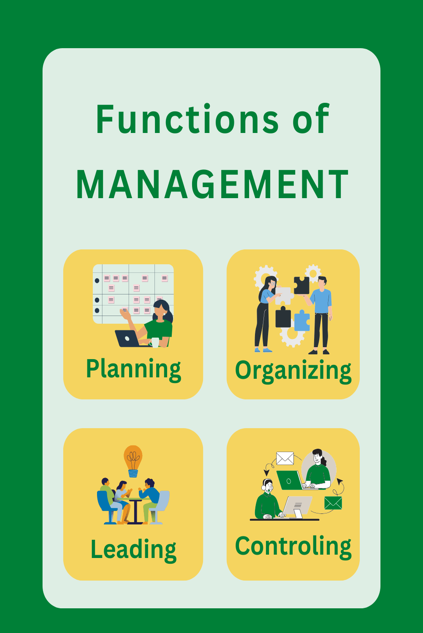 Functions of
MANAGEMENT
Planning
Organizing
Leading
Controling